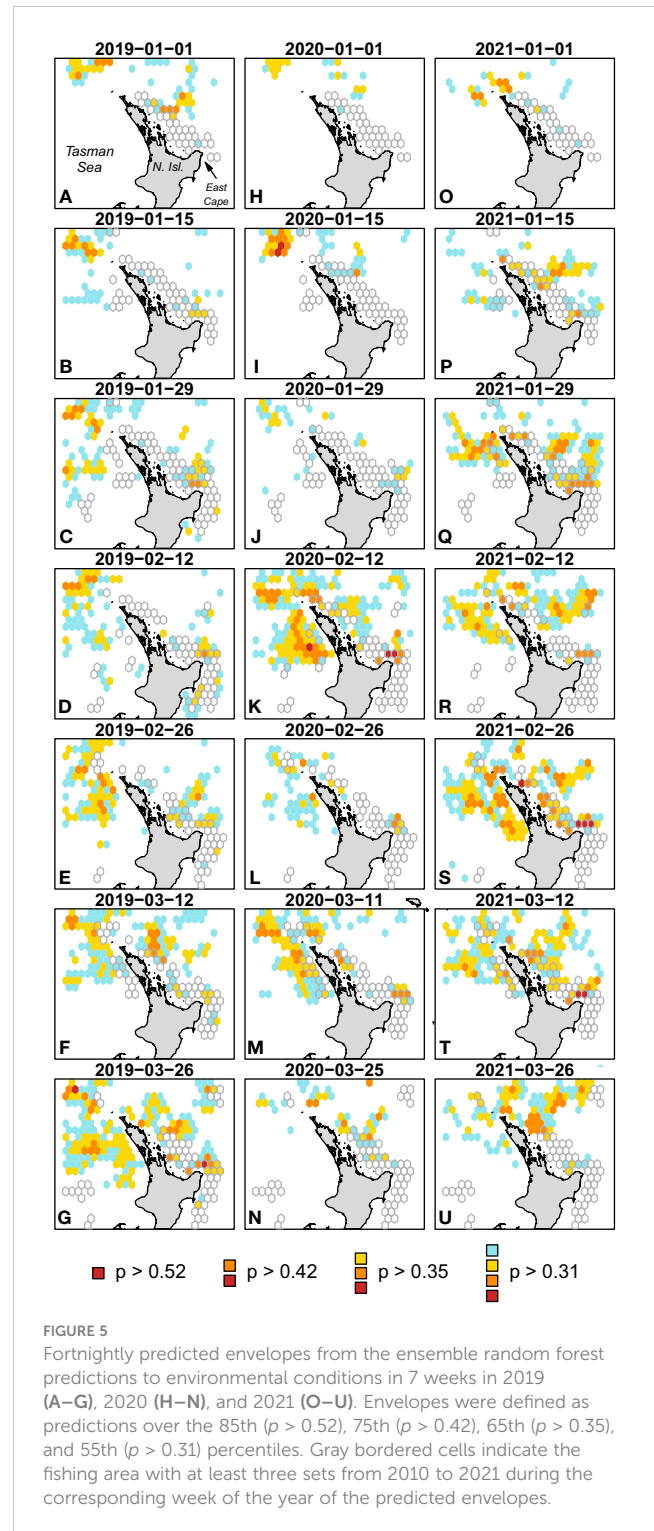 2019−01−01
2020−01−01
2021−01−01
Tasman
Sea
N. Isl.
East
Cape
A
H
O
2019−01−15
2020−01−15
2021−01−15
B
I
P
2019−01−29
2020−01−29
2021−01−29
C
J
Q
2019−02−12
2020−02−12
2021−02−12
D
K
R
2019−02−26
2020−02−26
2021−02−26
E
L
S
2019−03−12
2020−03−11
2021−03−12
F
M
T
2019−03−26
2020−03−25
2021−03−26
G
N
U
p > 0.52
p > 0.42
p > 0.35
p > 0.31
FIGURE 5
Fortnightly predicted envelopes from the ensemble random forest
predictions to environmental conditions in 7 weeks in 2019
(A–G), 2020 (H–N), and 2021 (O–U). Envelopes were defined as
predictions over the 85th (p > 0.52), 75th (p > 0.42), 65th (p > 0.35),
and 55th (p > 0.31) percentiles. Gray bordered cells indicate the
fishing area with at least three sets from 2010 to 2021 during the
corresponding week of the year of the predicted envelopes.